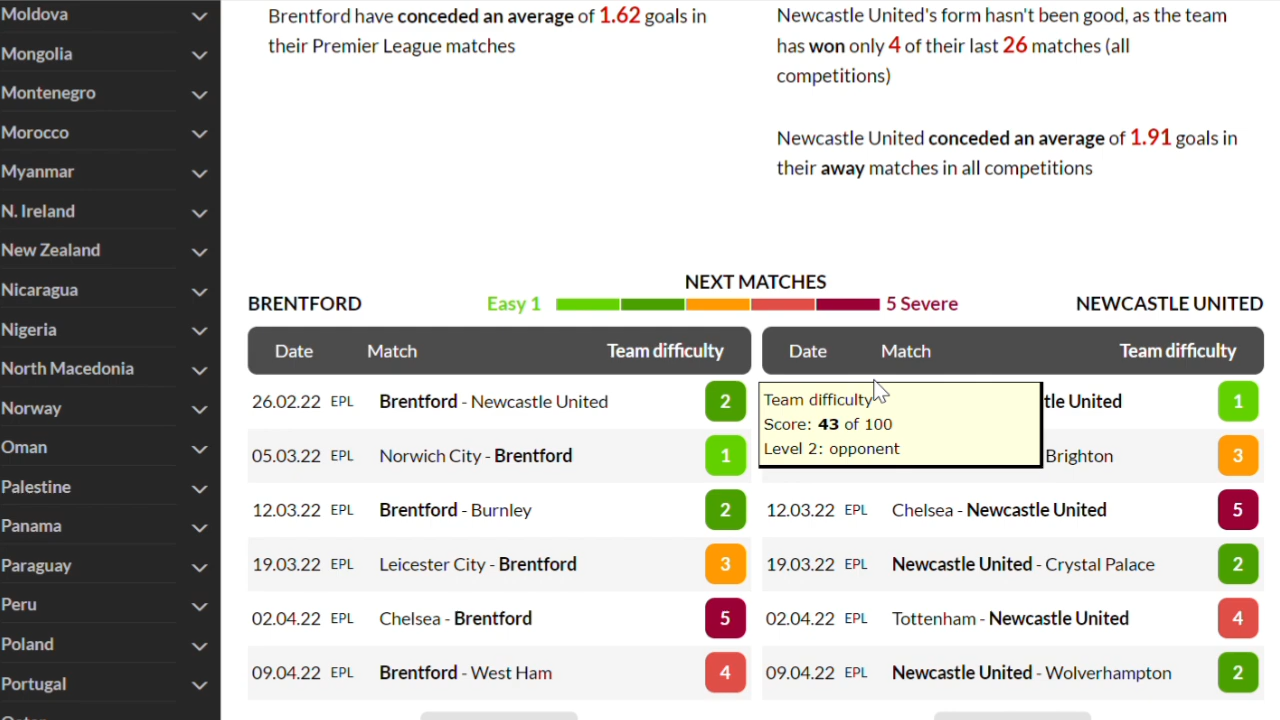 Moldova
Mongolia
Montenegro
Morocco
Myanmar
N. Ireland
New Zealand
Nicaragua
Nigeria
North Macedonia
Norway
Oman
Palestine
Panama
Paraguay
Peru
Poland
Portugal
Brentford have conceded an average of 1.62 goals in
their Premier League matches
Newcastle United's form hasn't been good, as the team
has won only 4 of their last 26 matches (all
competitions)
Newcastle United conceded an average of 1.91 goals in
their away matches in all competitions
NEXT MATCHES
BRENTFORD Easy 1 5 Severe NEWCASTLE UNITED
Date Match Team difficulty
26.02.22 EPL Brentford - Newcastle United 2
05.03.22 EPL Norwich City - Brentford 1
12.03.22 EPL Brentford - Burnley 2
19.03.22 EPL Leicester City - Brentford 3
02.04.22 EPL Chelsea - Brentford 5
09.04.22 EPL Brentford - West Ham 4
Date Match Team difficulty
Team difficulty
Score: 43 of 100
Level 2: opponent
tle United 1
Brighton 3
12.03.22 EPL Chelsea - Newcastle United 5
19.03.22 EPL Newcastle United - Crystal Palace 2
02.04.22 EPL Tottenham - Newcastle United 4
09.04.22 EPL Newcastle United - Wolverhampton 2